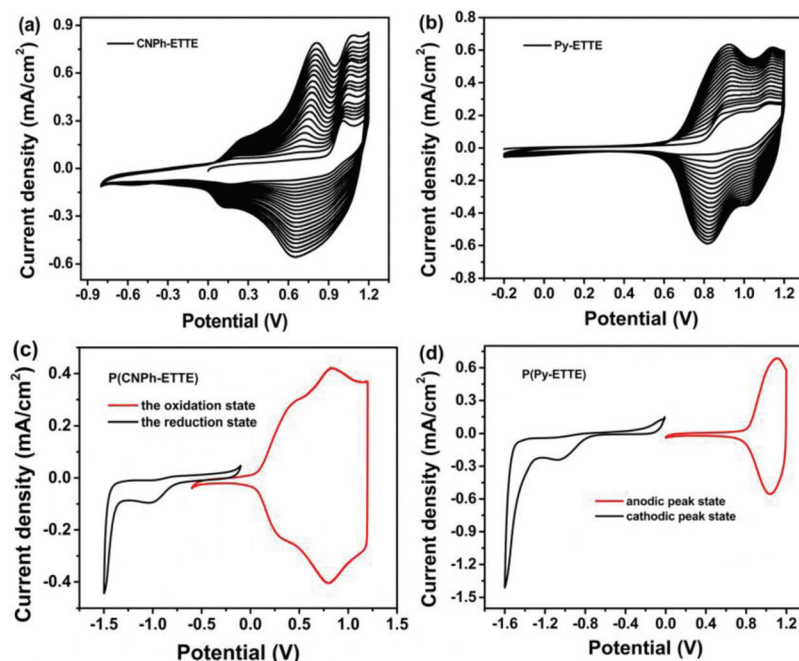 (a)
CNPh-ETTE
Current density (mA/cm²)
0.9
0.6
0.3
0.0
-0.3
-0.6
-0.9 -0.6 -0.3 0.0 0.3 0.6 0.9 1.2
Potential (V)
(b)
Py-ETTE
Current density (mA/cm²)
0.8
0.6
0.4
0.2
0.0
-0.2
-0.4
-0.6
-0.8
-0.2 0.0 0.2 0.4 0.6 0.8 1.0 1.2
Potential (V)
(c)
P(CNPh-ETTE)
the oxidation state
the reduction state
Current density (mA/cm²)
0.4
0.2
0.0
-0.2
-0.4
-1.5 -1.0 -0.5 0.0 0.5 1.0 1.5
Potential (V)
(d)
P(Py-ETTE)
anodic peak state
cathodic peak state
Current density (mA/cm²)
0.6
0.3
0.0
-0.3
-0.6
-0.9
-1.2
-1.5
-1.6 -1.2 -0.8 -0.4 0.0 0.4 0.8 1.2
Potential (V)